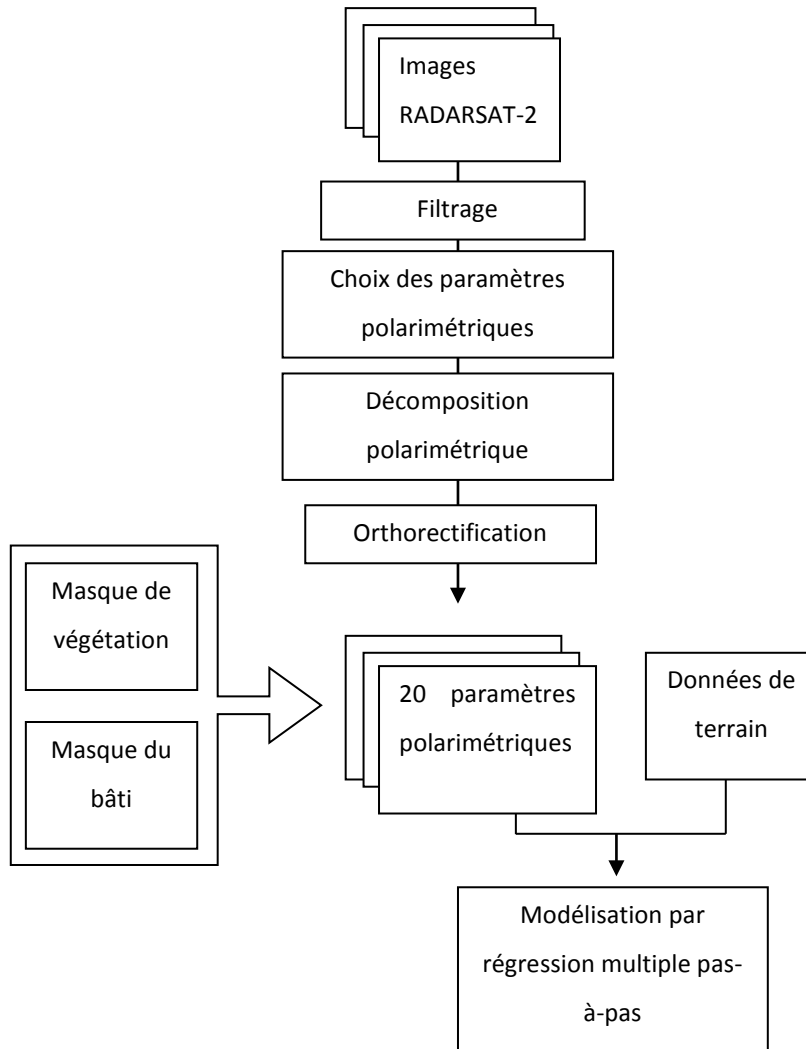 Images
RADARSAT-2
Filtrage
Choix des paramètres
polarimétriques
Décomposition
polarimétrique
Orthorectification
Masque de
végétation
Masque du
bâti
20 paramètres
polarimétriques
Données de
terrain
Modélisation par
régression multiple pas-
à-pas